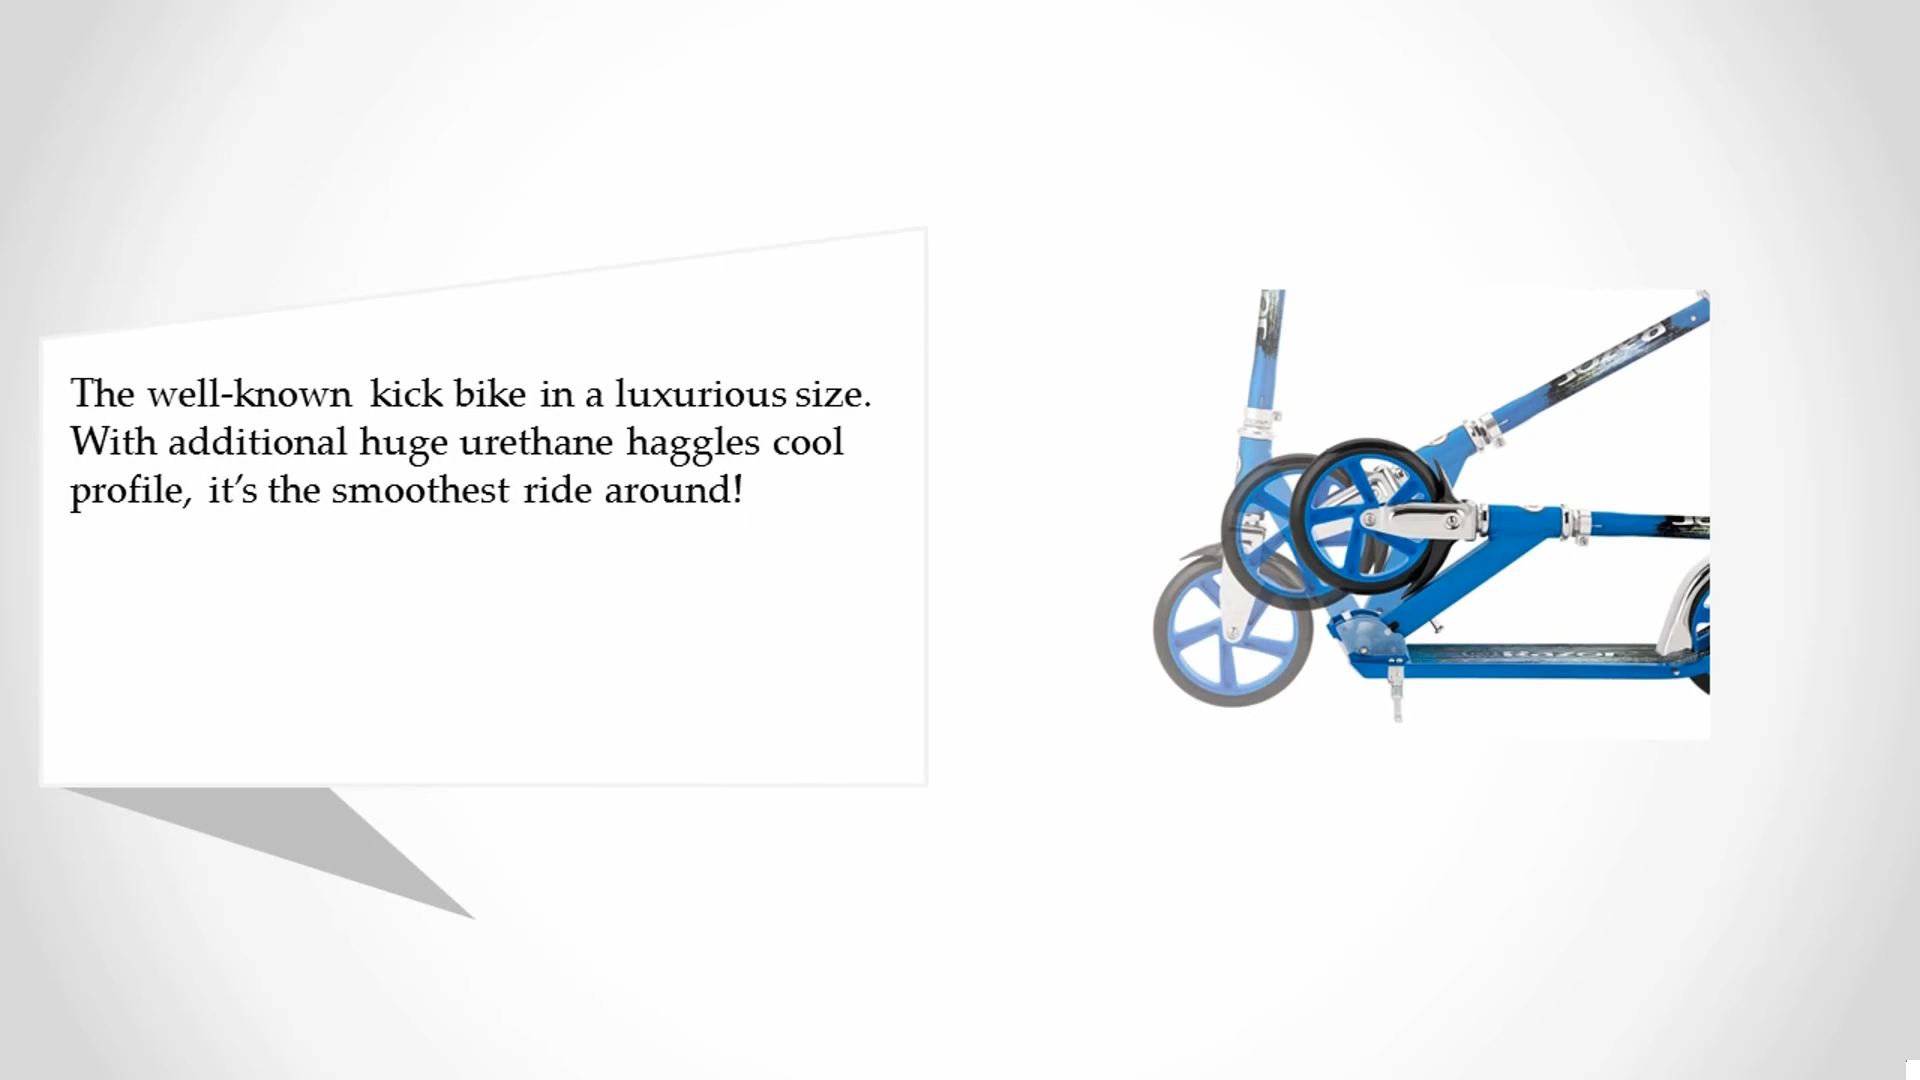 The well-known kick bike in a luxurious size.
With additional huge urethane haggles cool
profile, it's the smoothest ride around!
Razor